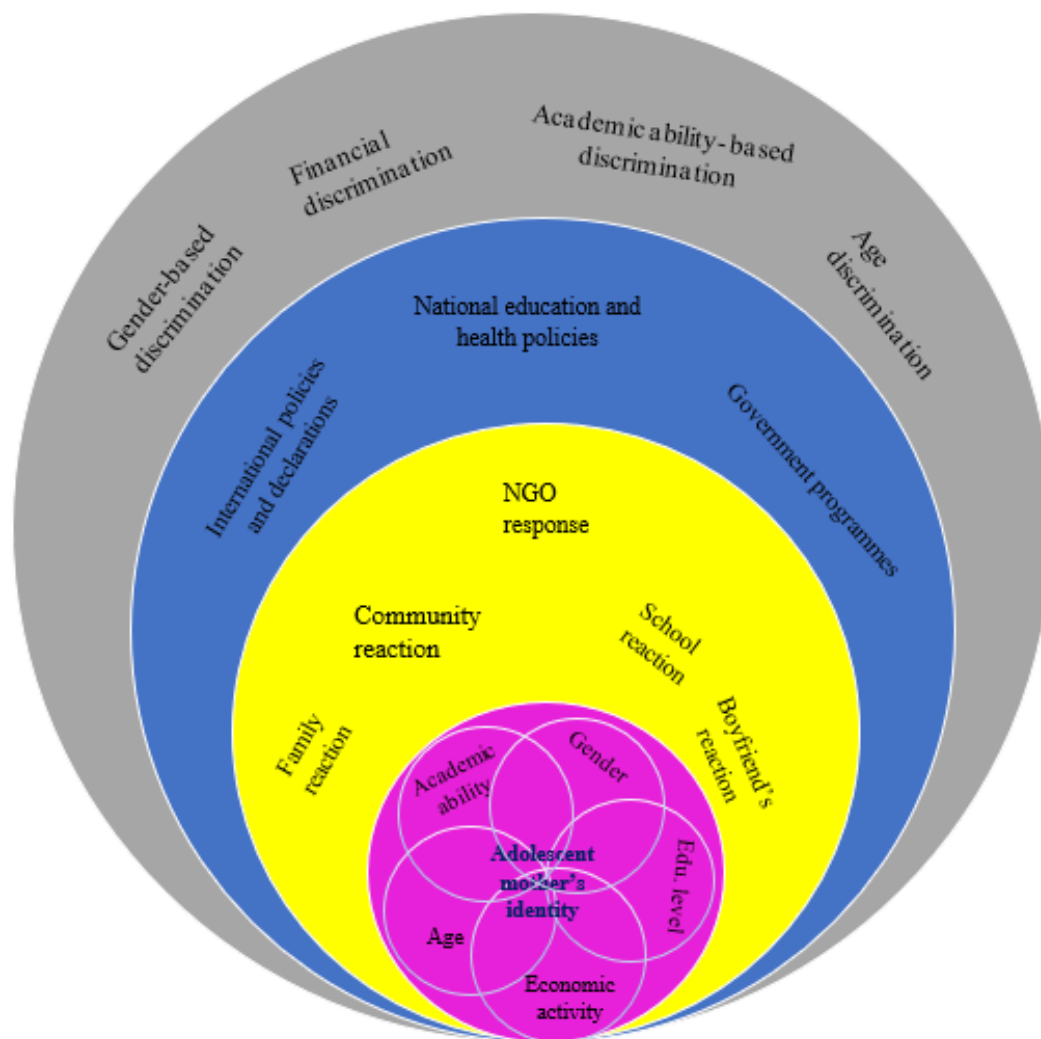 Financial
discrimination
Academic ability-based
discrimination
Gender-based
discrimination
Age
discrimination
National education and
health policies
International policies
and declarations
Government programmes
NGO
response
Community
reaction
School
reaction
Family
reaction
Boyfriend's
reaction
Academic
ability
Gender
Adolescent
mother's
identity
Edu. level
Age
Economic
activity